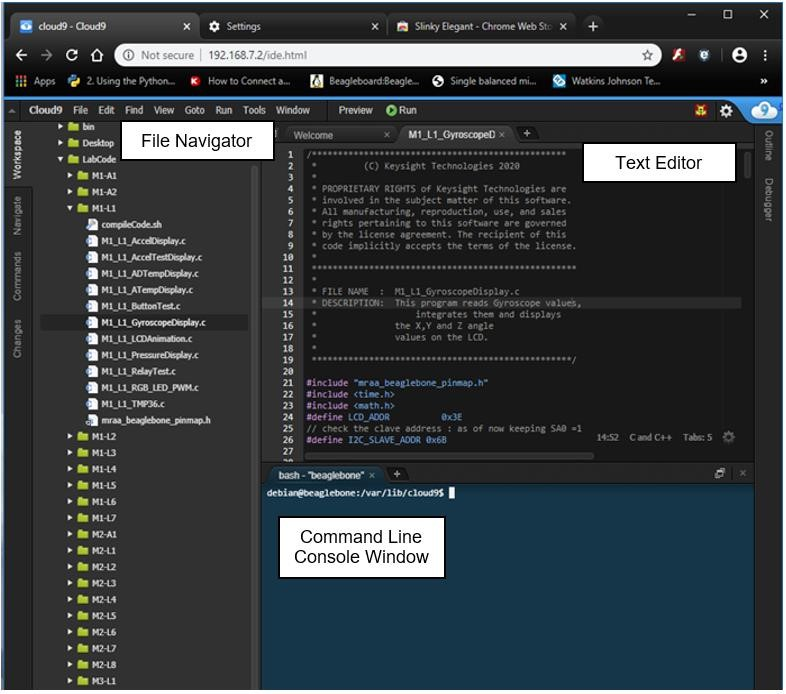 cloud9 - Cloud9
Settings
Slinky Elegant - Chrome Web Sto
Not secure | 192.168.7.2/ide.html
Apps
2. Using the Python...
How to Connect a...
Beagleboard:Beagle...
Single balanced mi...
Watkins Johnson Te...
»
Cloud9 File Edit Find View Goto Run Tools Window Preview Run
Workspace
Navigate
Commands
Changes
bin
Desktop
LabCode
M1-A1
M1-A2
M1-L1
compileCode.sh
M1_L1_AccelDisplay.c
M1_L1_AccelTestDisplay.c
M1_L1_ADTempDisplay.c
M1_L1_ATempDisplay.c
M1_L1_ButtonTest.c
M1_L1_GyroscopeDisplay.c
M1_L1_LCDAnimation.c
M1_L1_PressureDisplay.c
M1_L1_RelayTest.c
M1_L1_RGB_LED_PWM.c
M1_L1_TMP36.c
mraa_beaglebone_pinmap.h
M1-L2
M1-L3
M1-L4
M1-L5
M1-L6
M1-L7
M2-A1
M2-L1
M2-L2
M2-L3
M2-L4
M2-L5
M2-L6
M2-L7
M2-L8
M3-L1
File Navigator
Welcome
M1_L1_GyroscopeD
Text Editor
1 /************************************************
2 * (C) Keysight Technologies 2020
3 *
4 * PROPRIETARY RIGHTS of Keysight Technologies are
5 * involved in the subject matter of this software.
6 * All manufacturing, reproduction, use, and sales
7 * rights pertaining to this software are governed
8 * by the license agreement. The recipient of this
9 * code implicitly accepts the terms of the license.
10 *
11 **************************************************
12 *
13 * FILE NAME : M1_L1_GyroscopeDisplay.c
14 * DESCRIPTION: This program reads Gyroscope values,
15 * integrates them and displays
16 * the X,Y and Z angle
17 * values on the LCD.
18 *
19 *************************************************/
20
21 #include "mraa_beaglebone_pinmap.h"
22 #include <time.h>
23 #include <math.h>
24 #define LCD_ADDR 0x3E
25 // check the clave address : as of now keeping SA0 =1
26 #define I2C_SLAVE_ADDR 0x6B
27
14:52 C and C++ Tabs: 5
Outline
Debugger
bash - "beaglebone"
debian@beaglebone:/var/lib/cloud9$
Command Line
Console Window